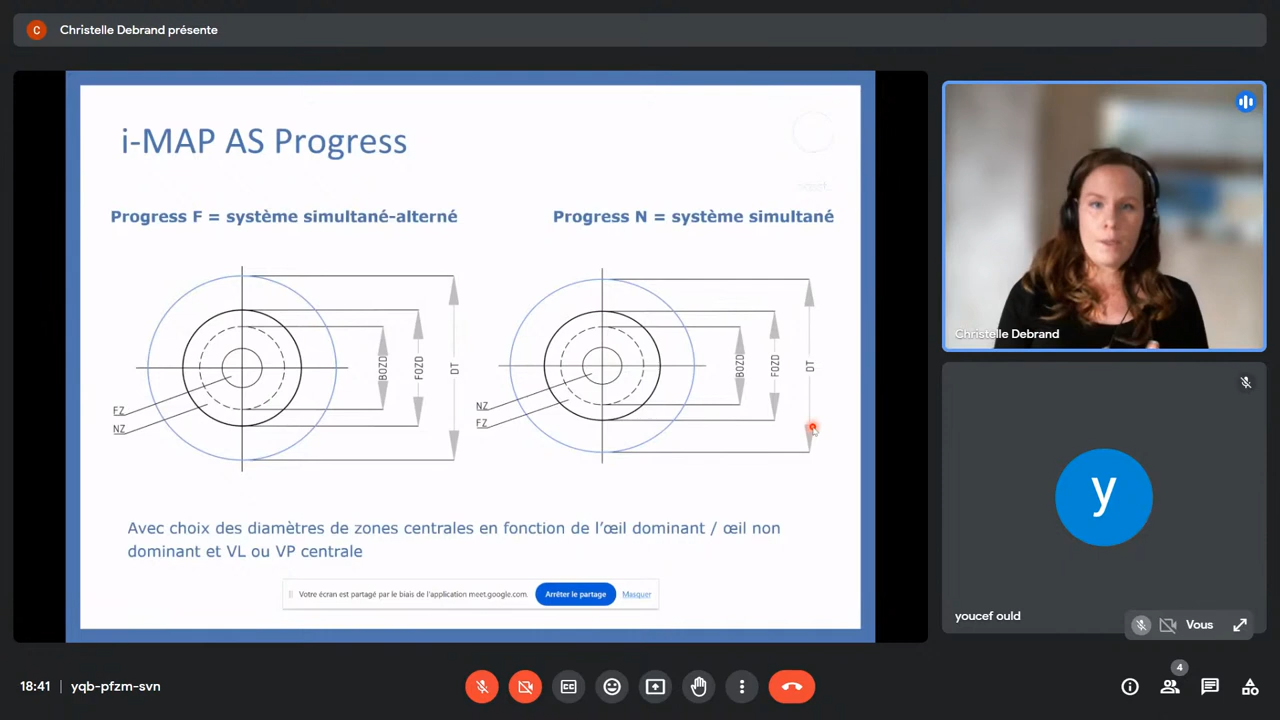 C
Christelle Debrand présente
i-MAP AS Progress
Progress F = système simultané-alterné
Progress N = système simultané
BOZD
FOZD
DT
FZ
NZ
BOZD
FOZD
DT
NZ
FZ
Avec choix des diamètres de zones centrales en fonction de l’œil dominant / œil non
dominant et VL ou VP centrale
Votre écran est partagé par le biais de l'application meet.google.com.
Arrêter le partage
Masquer
Christelle Debrand
y
youcef ould
Vous
18:41 | yqb-pfzm-svn
4